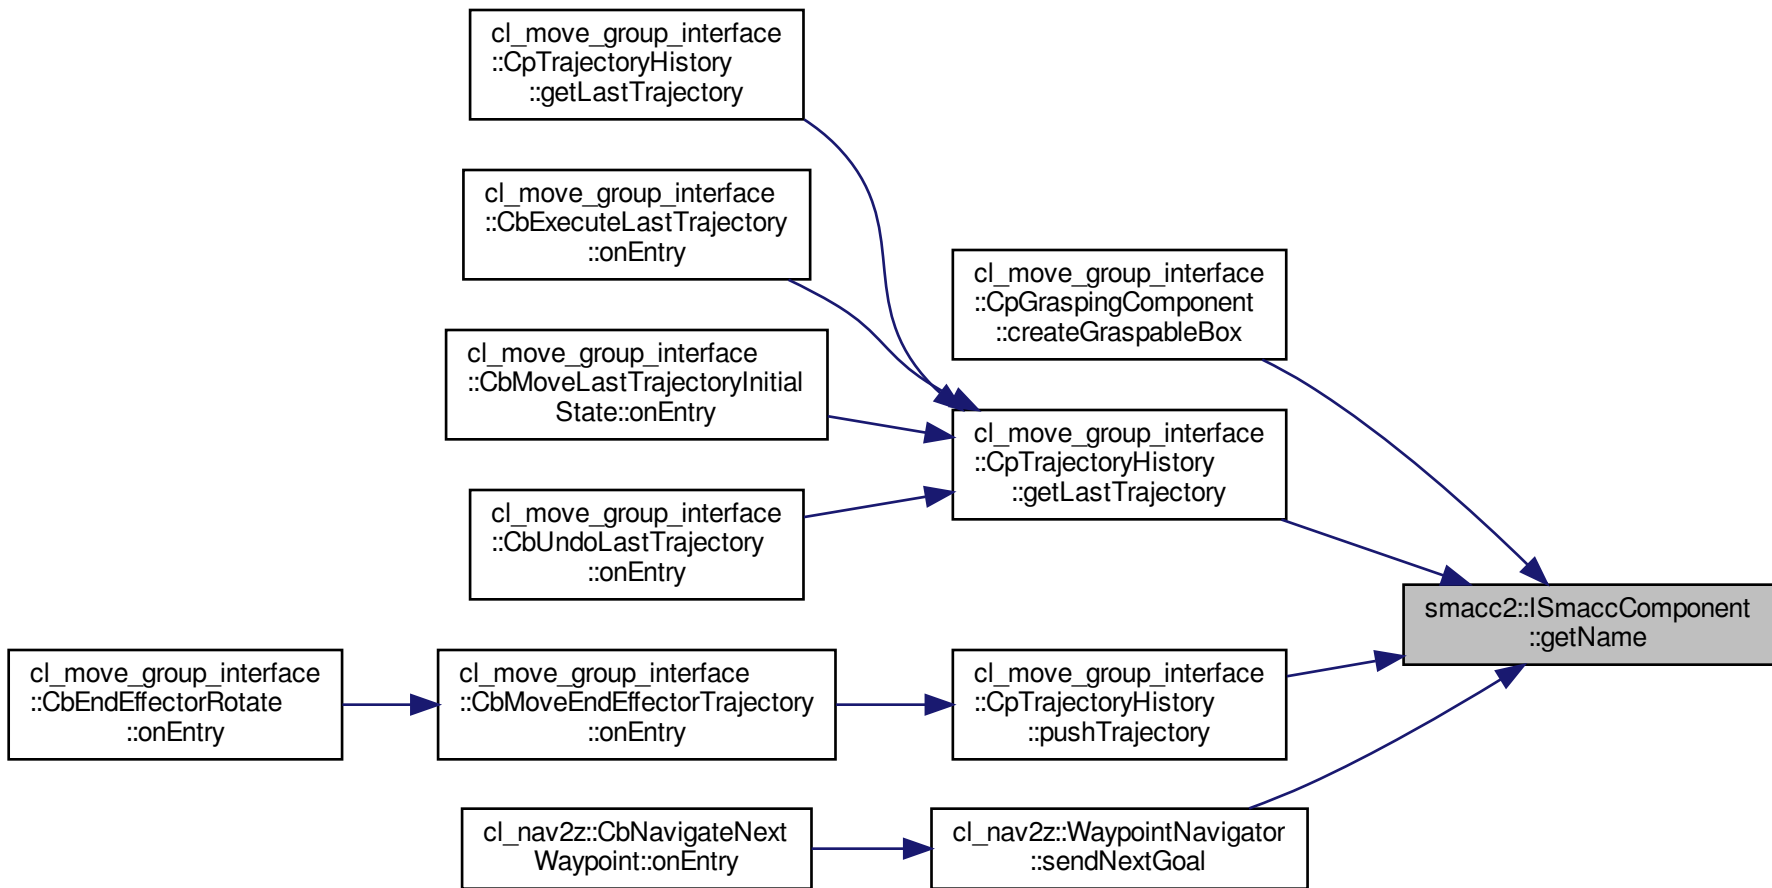 cl_move_group_interface
::CpTrajectoryHistory
::getLastTrajectory
cl_move_group_interface
::CbExecuteLastTrajectory
::onEntry
cl_move_group_interface
::CpGraspingComponent
::createGraspableBox
cl_move_group_interface
::CbMoveLastTrajectoryInitial
State::onEntry
cl_move_group_interface
::CpTrajectoryHistory
::getLastTrajectory
cl_move_group_interface
::CbUndoLastTrajectory
::onEntry
smacc2::ISmaccComponent
::getName
cl_move_group_interface
::CbEndEffectorRotate
::onEntry
cl_move_group_interface
::CbMoveEndEffectorTrajectory
::onEntry
cl_move_group_interface
::CpTrajectoryHistory
::pushTrajectory
cl_nav2z::CbNavigateNext
Waypoint::onEntry
cl_nav2z::WaypointNavigator
::sendNextGoal